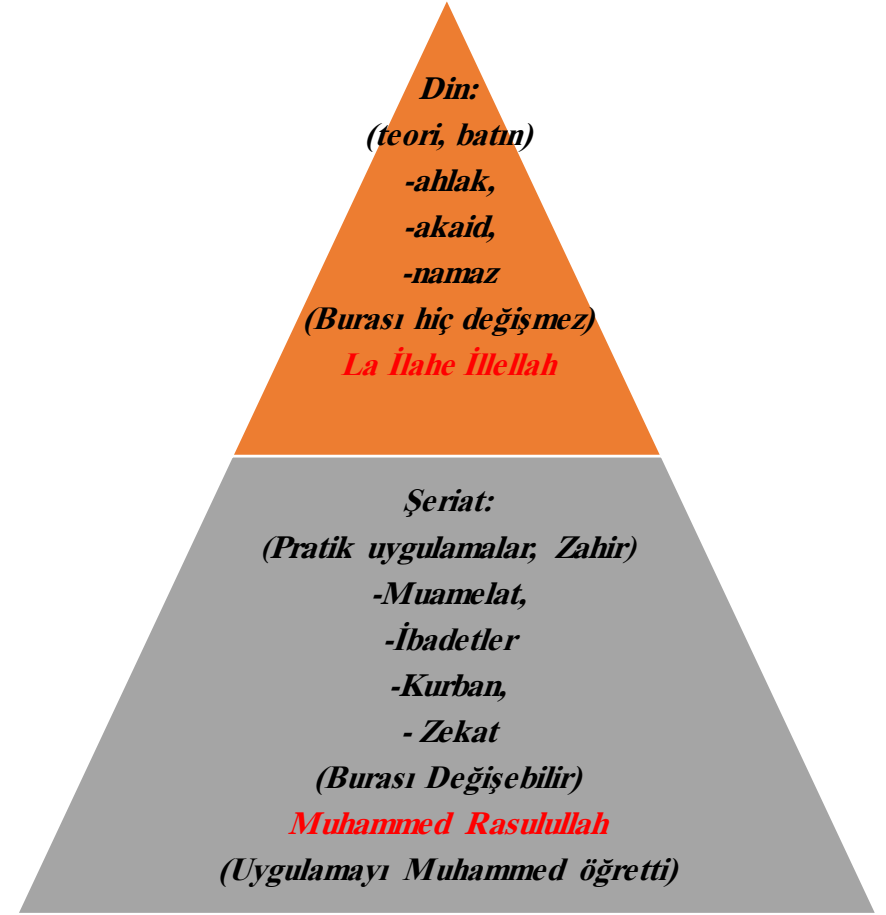 Din:
(teori, batın)
-ahlak,
-akaid,
-namaz
(Burası hiç değişmez)
La İlahe İllellah
Şeriat:
(Pratik uygulamalar, Zahir)
-Muamelat,
-İbadetler
-Kurban,
- Zekat
(Burası Değişebilir)
Muhammed Rasulullah
(Uygulamayı Muhammed öğretti)